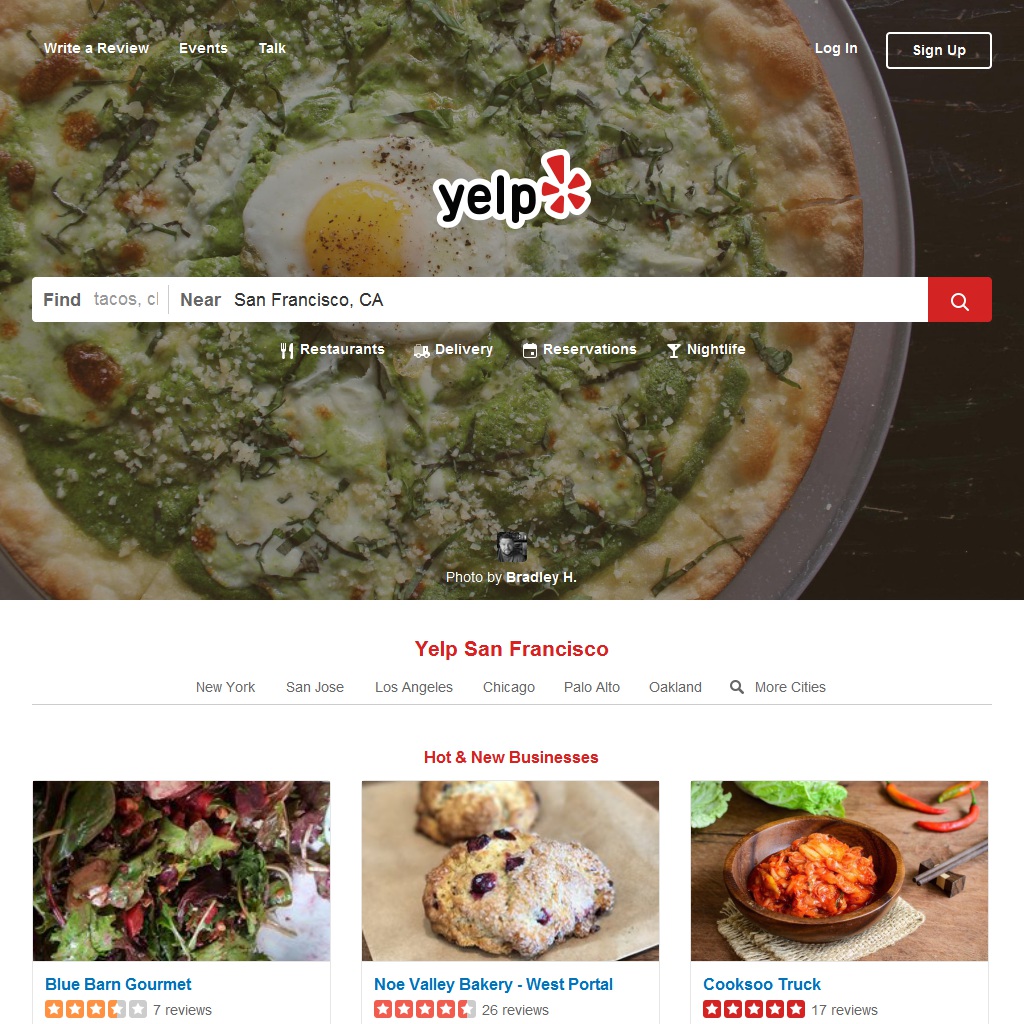 Write a Review Events Talk Log In Sign Up
yelp
Find tacos, cl Near San Francisco, CA
Restaurants Delivery Reservations Nightlife
Photo by Bradley H.
Yelp San Francisco
New York San Jose Los Angeles Chicago Palo Alto Oakland More Cities
Hot & New Businesses
Blue Barn Gourmet Noe Valley Bakery - West Portal Cooksoo Truck
7 reviews 26 reviews 17 reviews